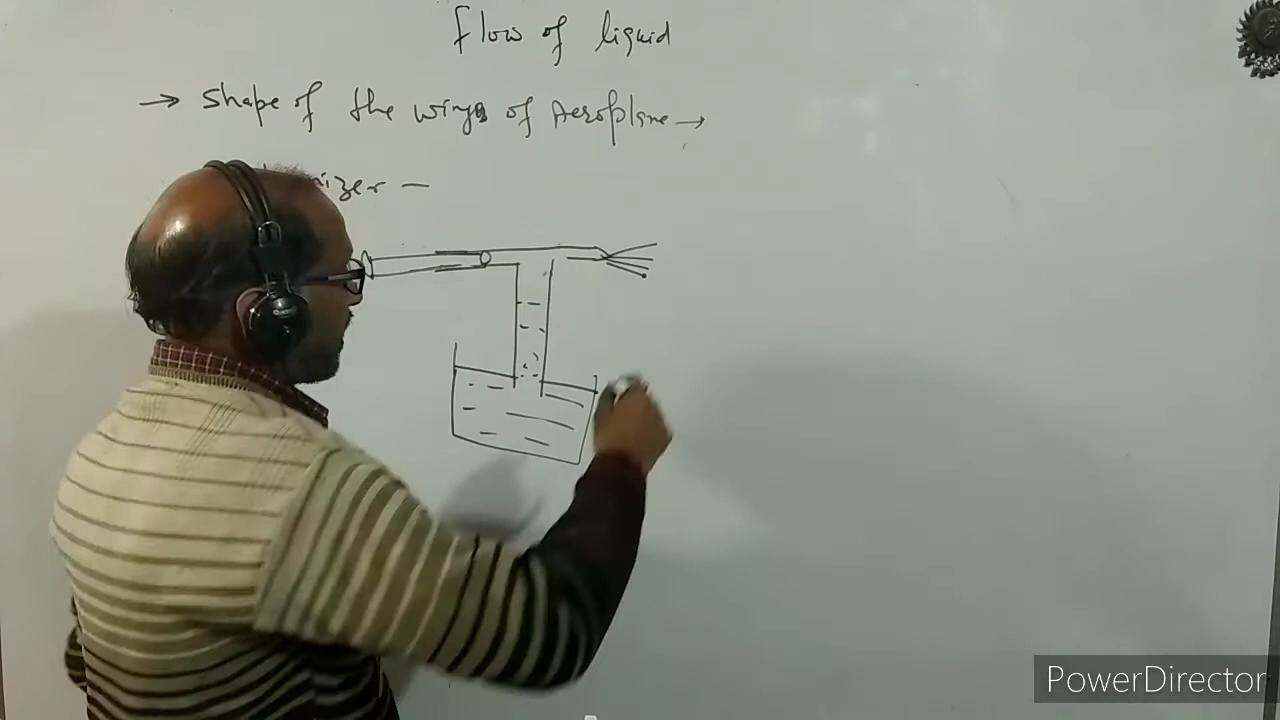 flow of liquid
→ Shape of the wings of Aeroplane →
PowerDirector